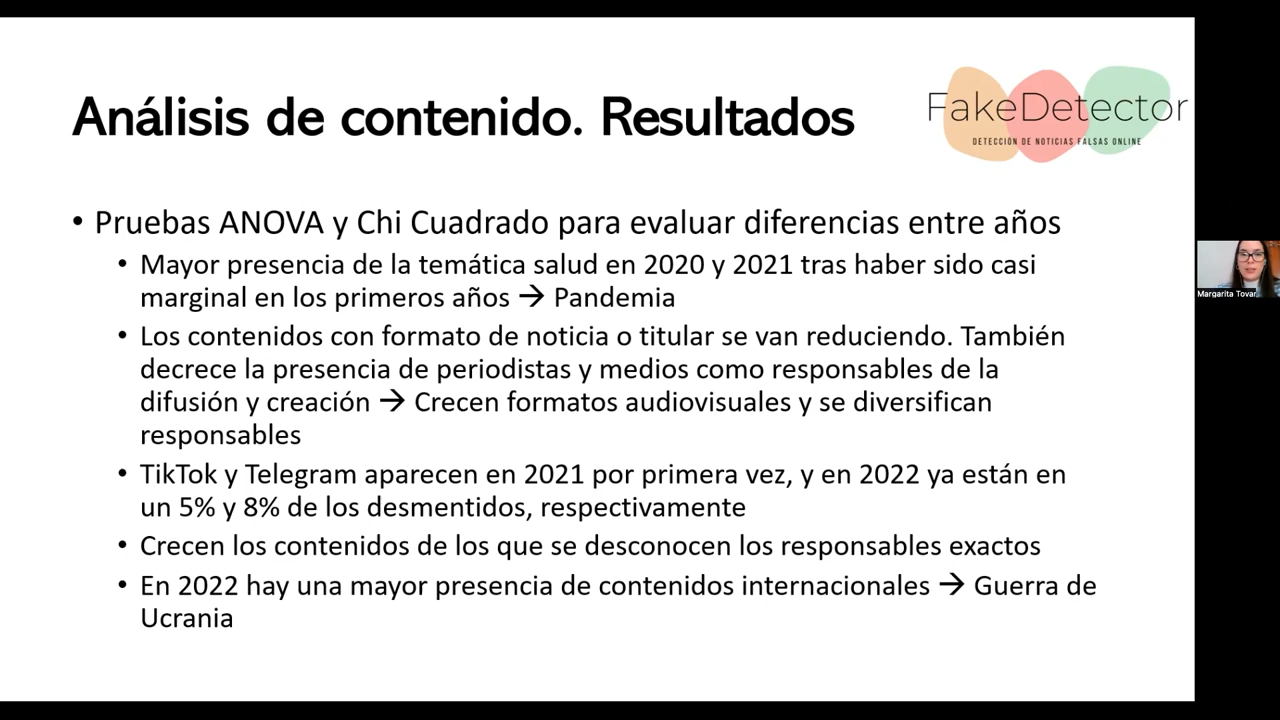 Análisis de contenido. Resultados
FakeDetector
DETECCIÓN DE NOTICIAS FALSAS ONLINE
• Pruebas ANOVA y Chi Cuadrado para evaluar diferencias entre años
• Mayor presencia de la temática salud en 2020 y 2021 tras haber sido casi
marginal en los primeros años → Pandemia
• Los contenidos con formato de noticia o titular se van reduciendo. También
decrece la presencia de periodistas y medios como responsables de la
difusión y creación → Crecen formatos audiovisuales y se diversifican
responsables
• TikTok y Telegram aparecen en 2021 por primera vez, y en 2022 ya están en
un 5% y 8% de los desmentidos, respectivamente
• Crecen los contenidos de los que se desconocen los responsables exactos
• En 2022 hay una mayor presencia de contenidos internacionales → Guerra de
Ucrania
Margarita Tovar